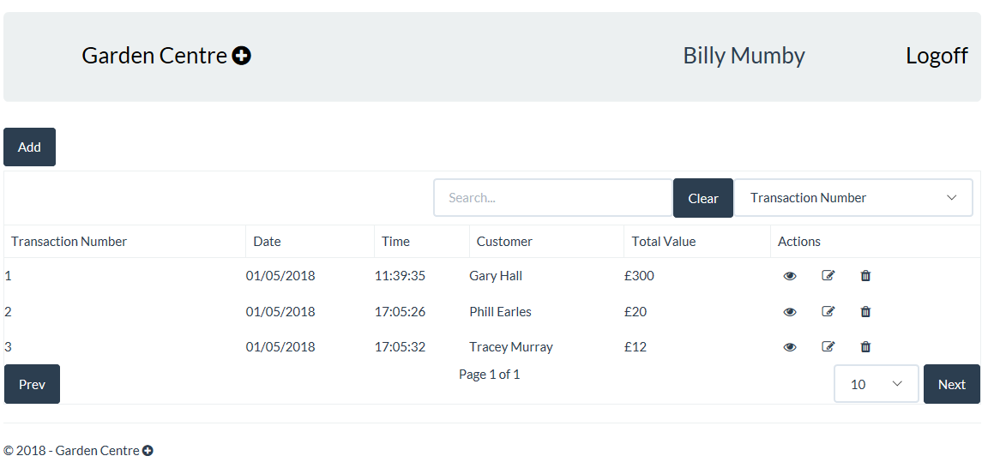 Garden Centre Billy Mumby Logoff
Add
Search... Clear Transaction Number
Transaction Number Date Time Customer Total Value Actions
1 01/05/2018 11:39:35 Gary Hall £300
2 01/05/2018 17:05:26 Phill Earles £20
3 01/05/2018 17:05:32 Tracey Murray £12
Prev Page 1 of 1 10 Next
© 2018 - Garden Centre